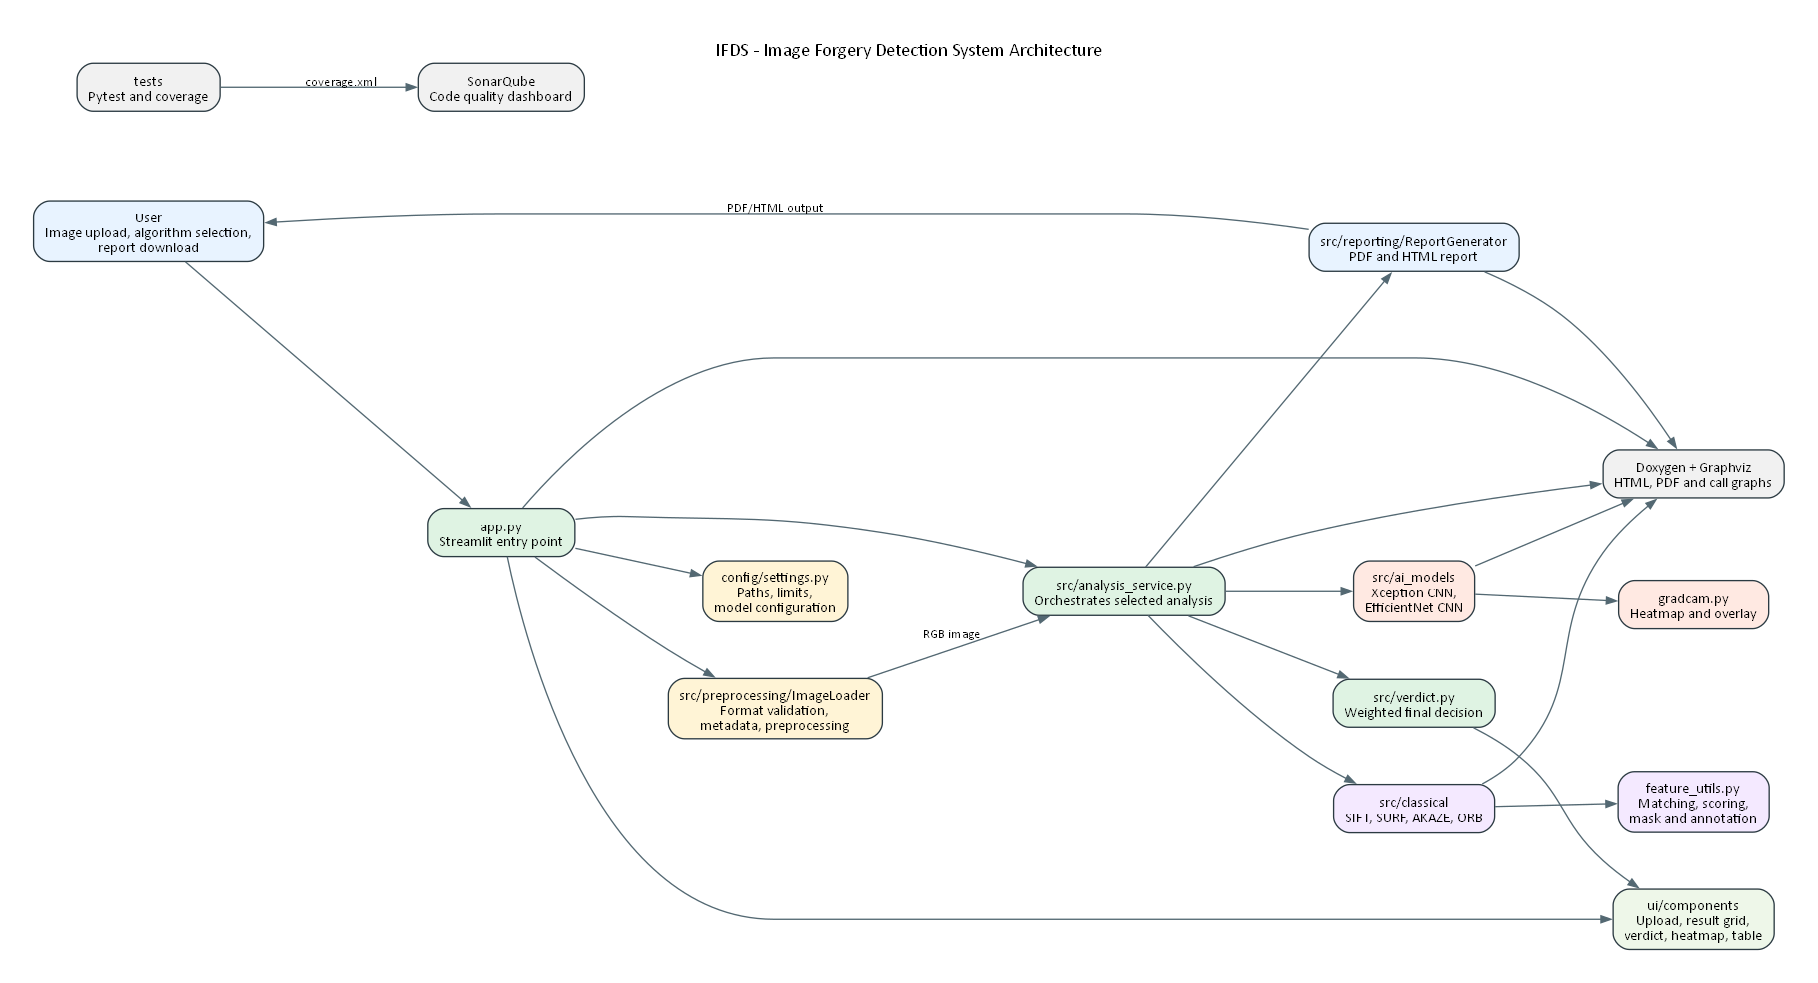 IFDS - Image Forgery Detection System Architecture
tests
Pytest and coverage
coverage.xml
SonarQube
Code quality dashboard
User
Image upload, algorithm selection,
report download
PDF/HTML output
src/reporting/ReportGenerator
PDF and HTML report
Doxygen + Graphviz
HTML, PDF and call graphs
app.py
Streamlit entry point
config/settings.py
Paths, limits,
model configuration
src/analysis_service.py
Orchestrates selected analysis
src/ai_models
Xception CNN,
EfficientNet CNN
gradcam.py
Heatmap and overlay
RGB image
src/preprocessing/ImageLoader
Format validation,
metadata, preprocessing
src/verdict.py
Weighted final decision
src/classical
SIFT, SURF, AKAZE, ORB
feature_utils.py
Matching, scoring,
mask and annotation
ui/components
Upload, result grid,
verdict, heatmap, table